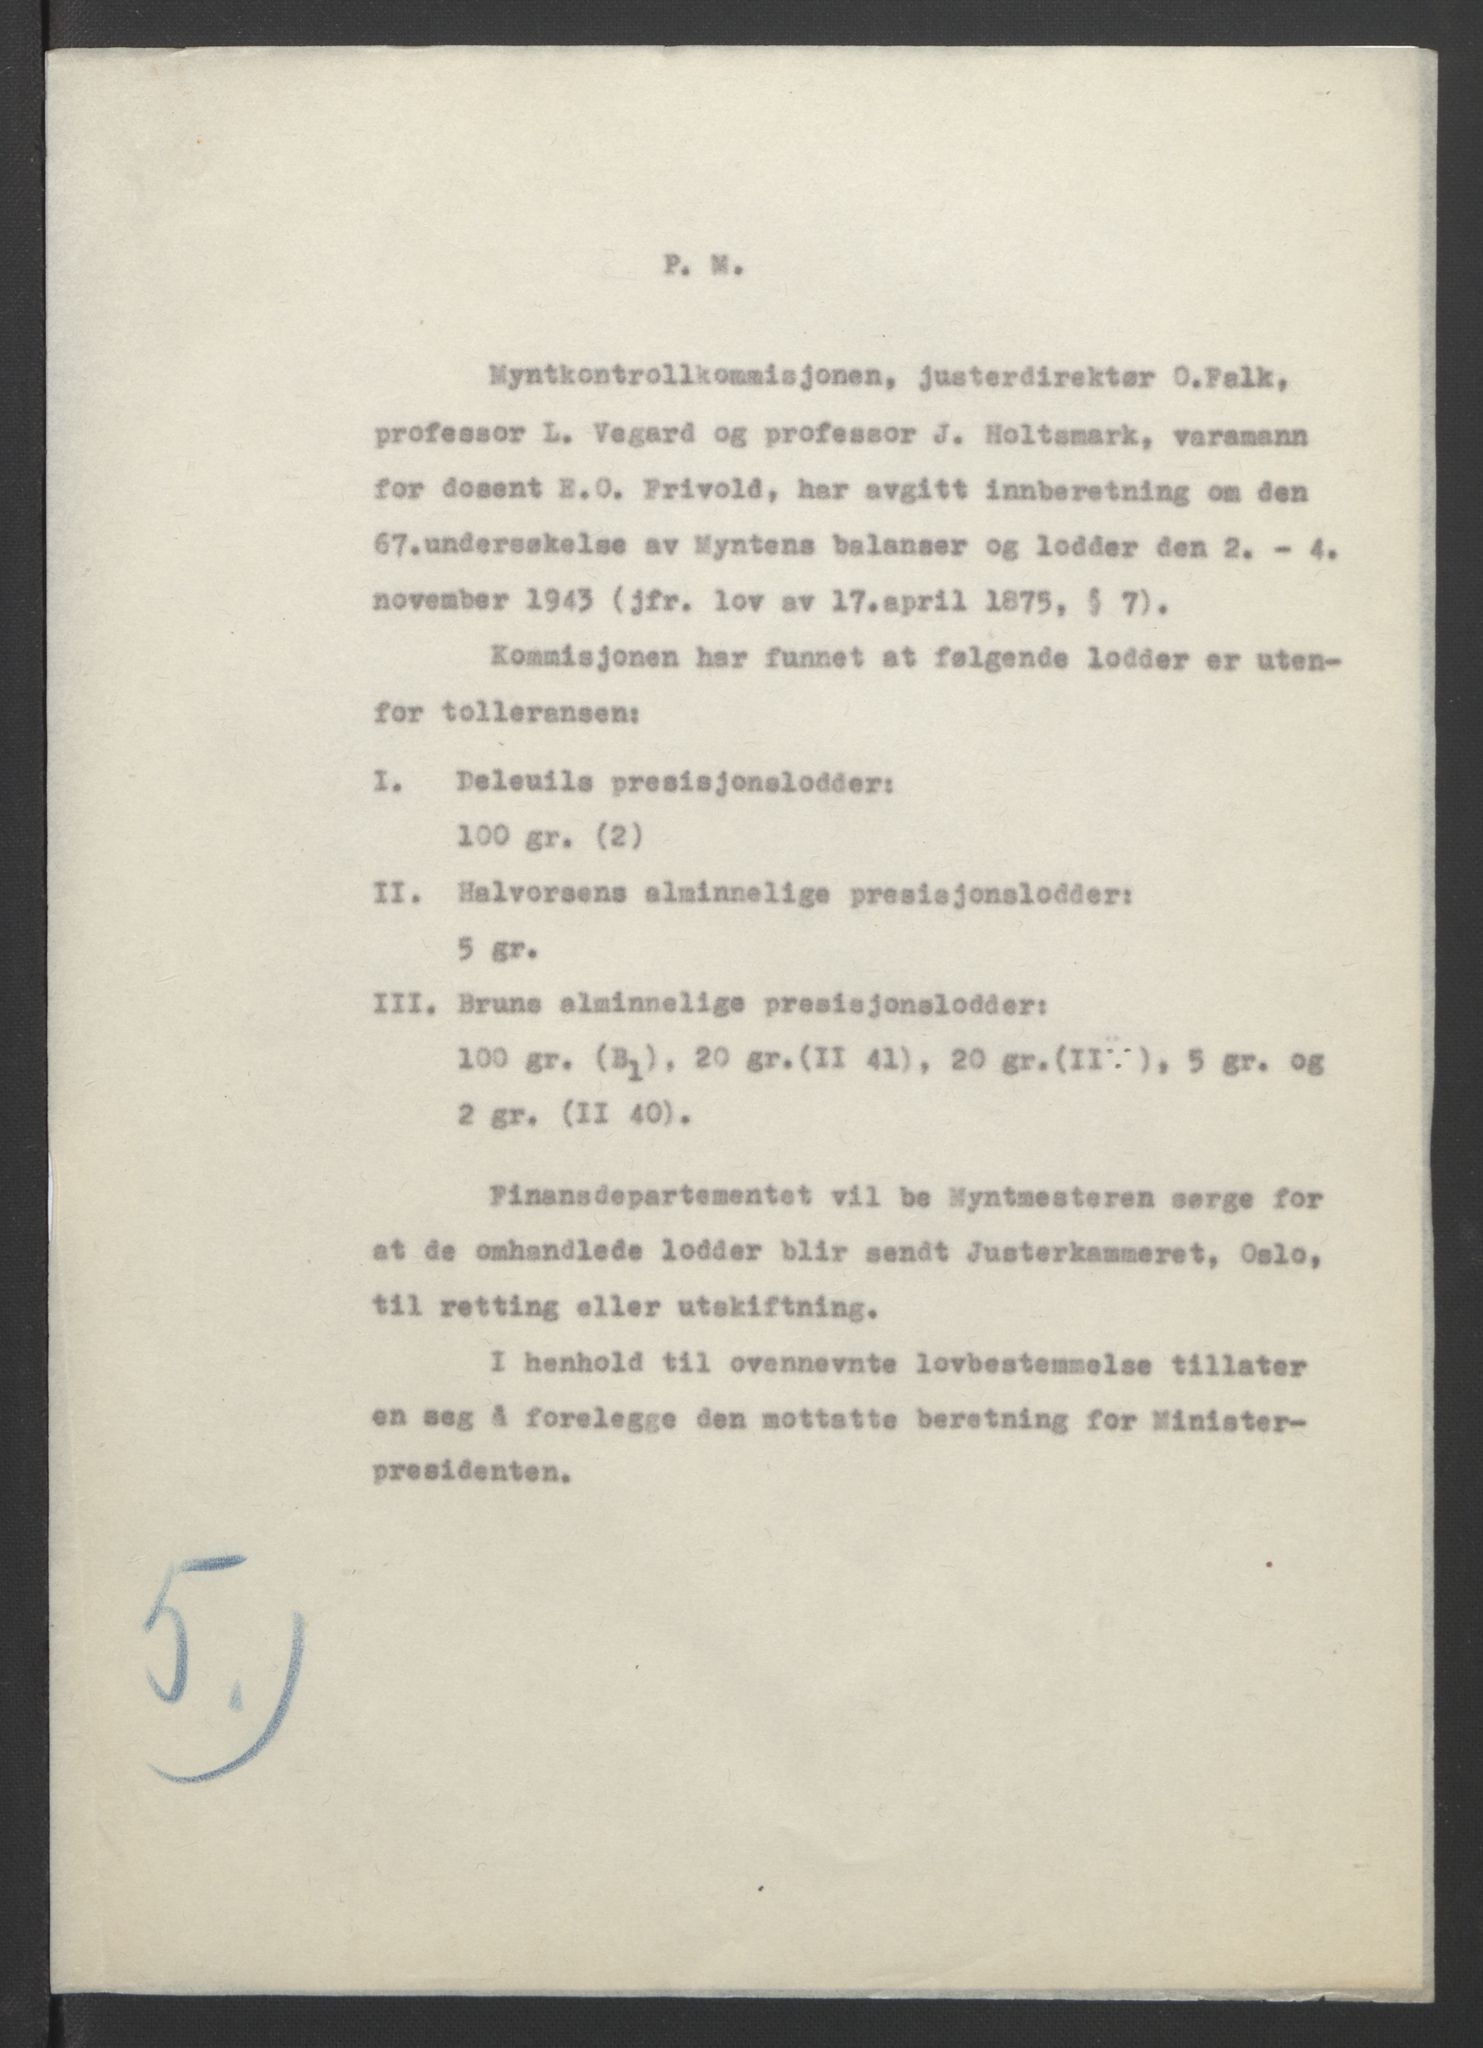 P. M.
Myntkontrollkommisjonen, justerdirektør O.Falk,
professor L. Vegard og professor J. Holtsmark, varamann
for dosent E.O. Frivold, har avgitt innberetning om den
67.undersøkelse av Myntens balanser og lodder den 2. - 4.
november 1943 (jfr. lov av 17.april 1875, § 7).
Kommisjonen har funnet at følgende lodder er uten-
for tolleransen:
I. Deleuils presisjonslodder:
100 gr. (2)
II. Halvorsens alminnelige presisjonslodder:
5 gr.
III. Bruns alminnelige presisjonslodder:
100 gr. (B1), 20 gr.(II 41), 20 gr.(II ), 5 gr. og
2 gr. (II 40).
Finansdepartementet vil be Myntmesteren sørge for
at de omhandlede lodder blir sendt Justerkammeret, Oslo,
til retting eller utskiftning.
I henhold til ovennevnte lovbestemmelse tillater
en seg å forelegge den mottatte beretning for Minister-
presidenten.
5.)